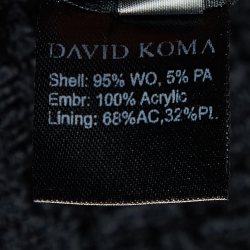 DAVID KOMA
Shell: 95% WO, 5% PA
Embr: 100% Acrylic
Lining: 68%AC,32%PL.